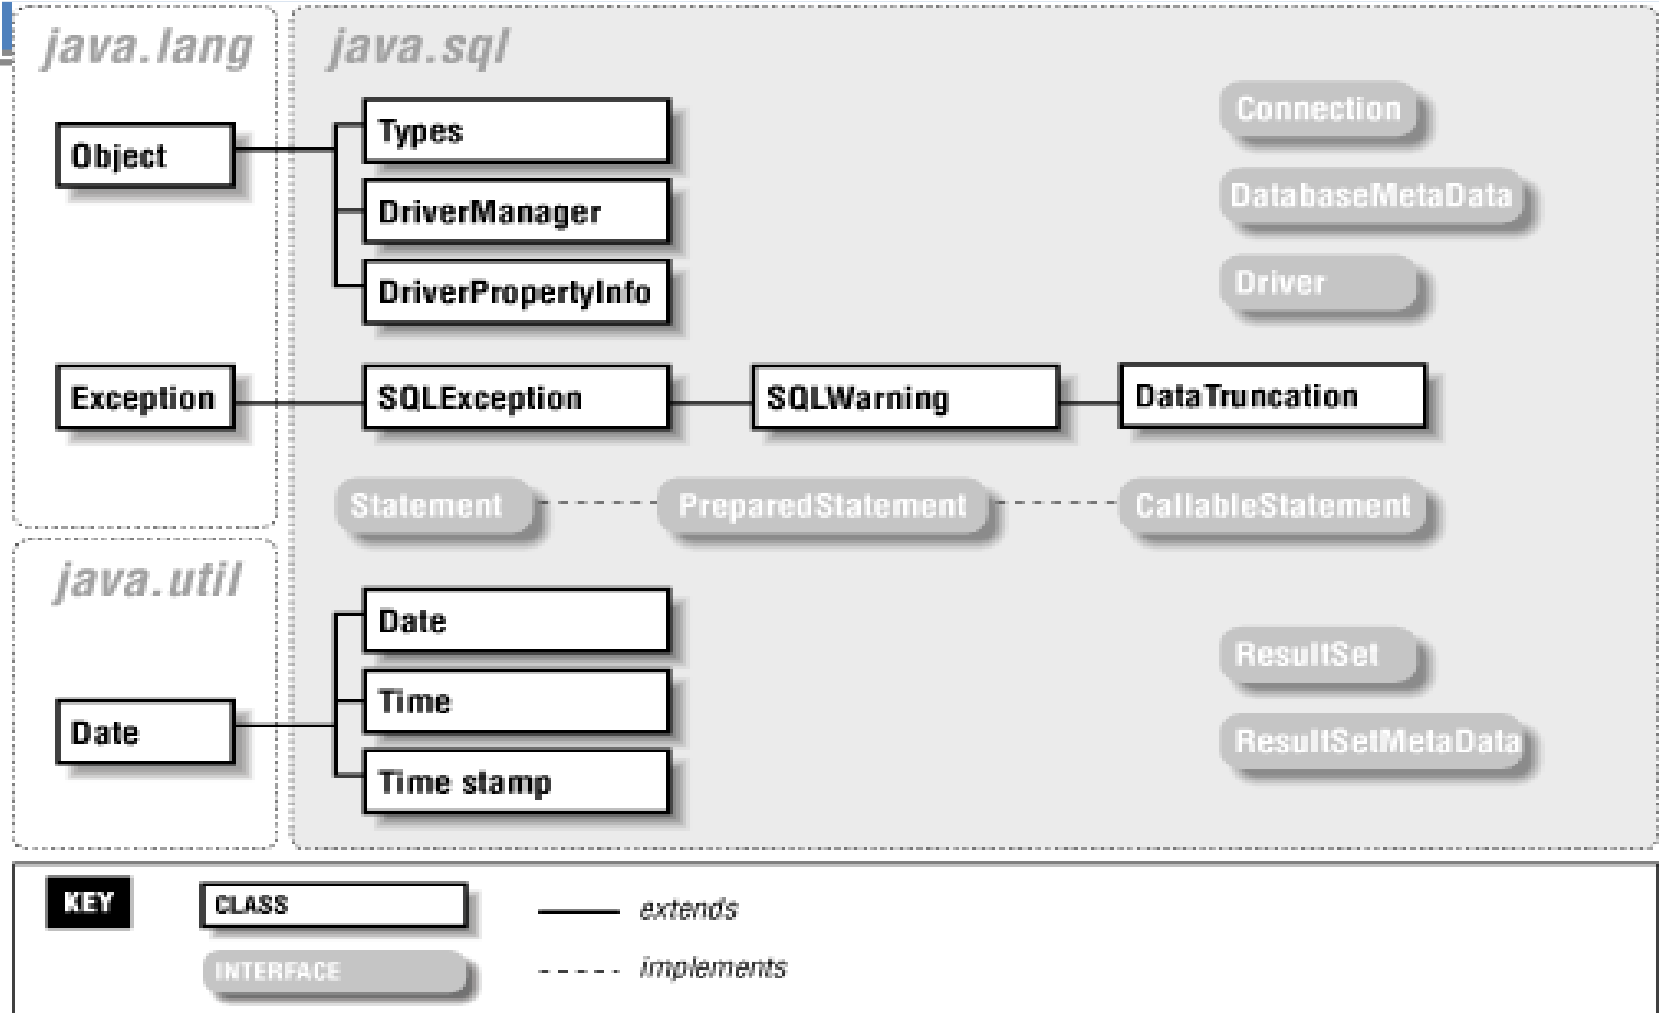 java.lang
java.sql
Object
Types
DriverManager
DriverPropertyInfo
Connection
DatabaseMetaData
Driver
Exception
SQLException
SQLWarning
DataTruncation
Statement
PreparedStatement
CallableStatement
java.util
Date
Date
Time
Time stamp
ResultSet
ResultSetMetaData
KEY
CLASS
extends
INTERFACE
implements